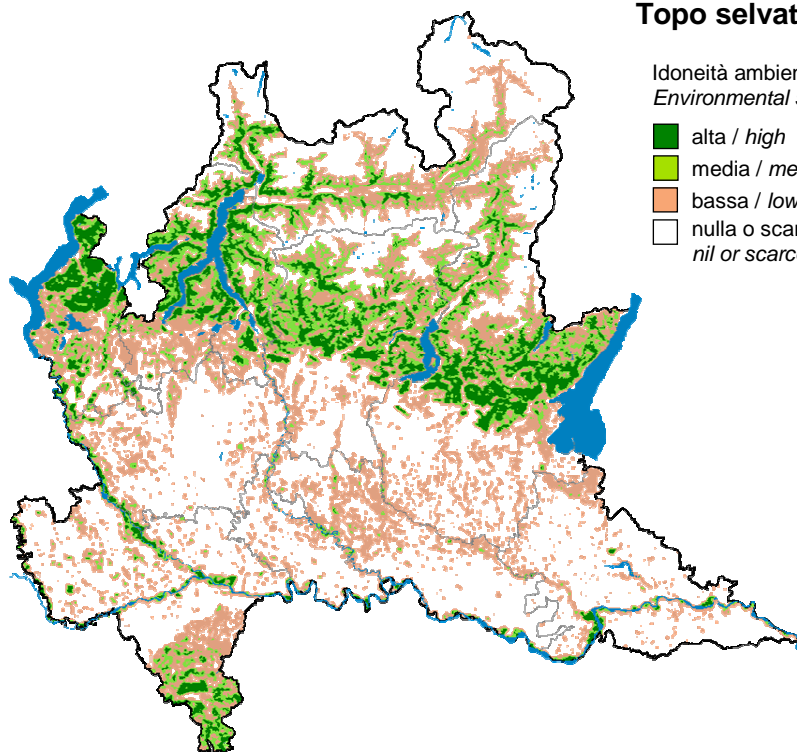 Topo selvat
Idoneità ambien
Environmental
alta / high
media / me
bassa / low
nulla o scar
nil or scarc